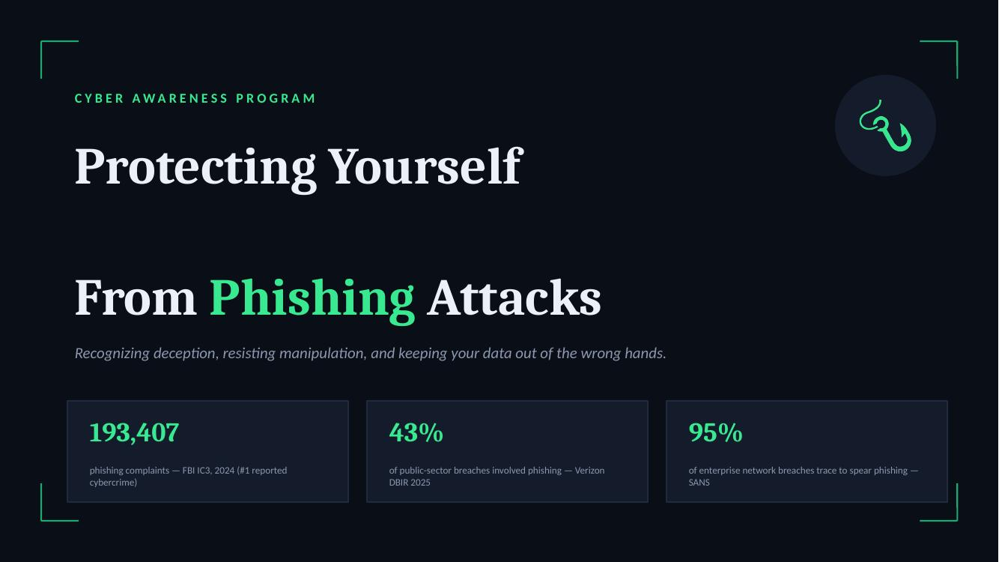 CYBER AWARENESS PROGRAM
Protecting Yourself
From Phishing Attacks
Recognizing deception, resisting manipulation, and keeping your data out of the wrong hands.
193,407
phishing complaints — FBI IC3, 2024 (#1 reported
cybercrime)
43%
of public-sector breaches involved phishing — Verizon
DBIR 2025
95%
of enterprise network breaches trace to spear phishing —
SANS